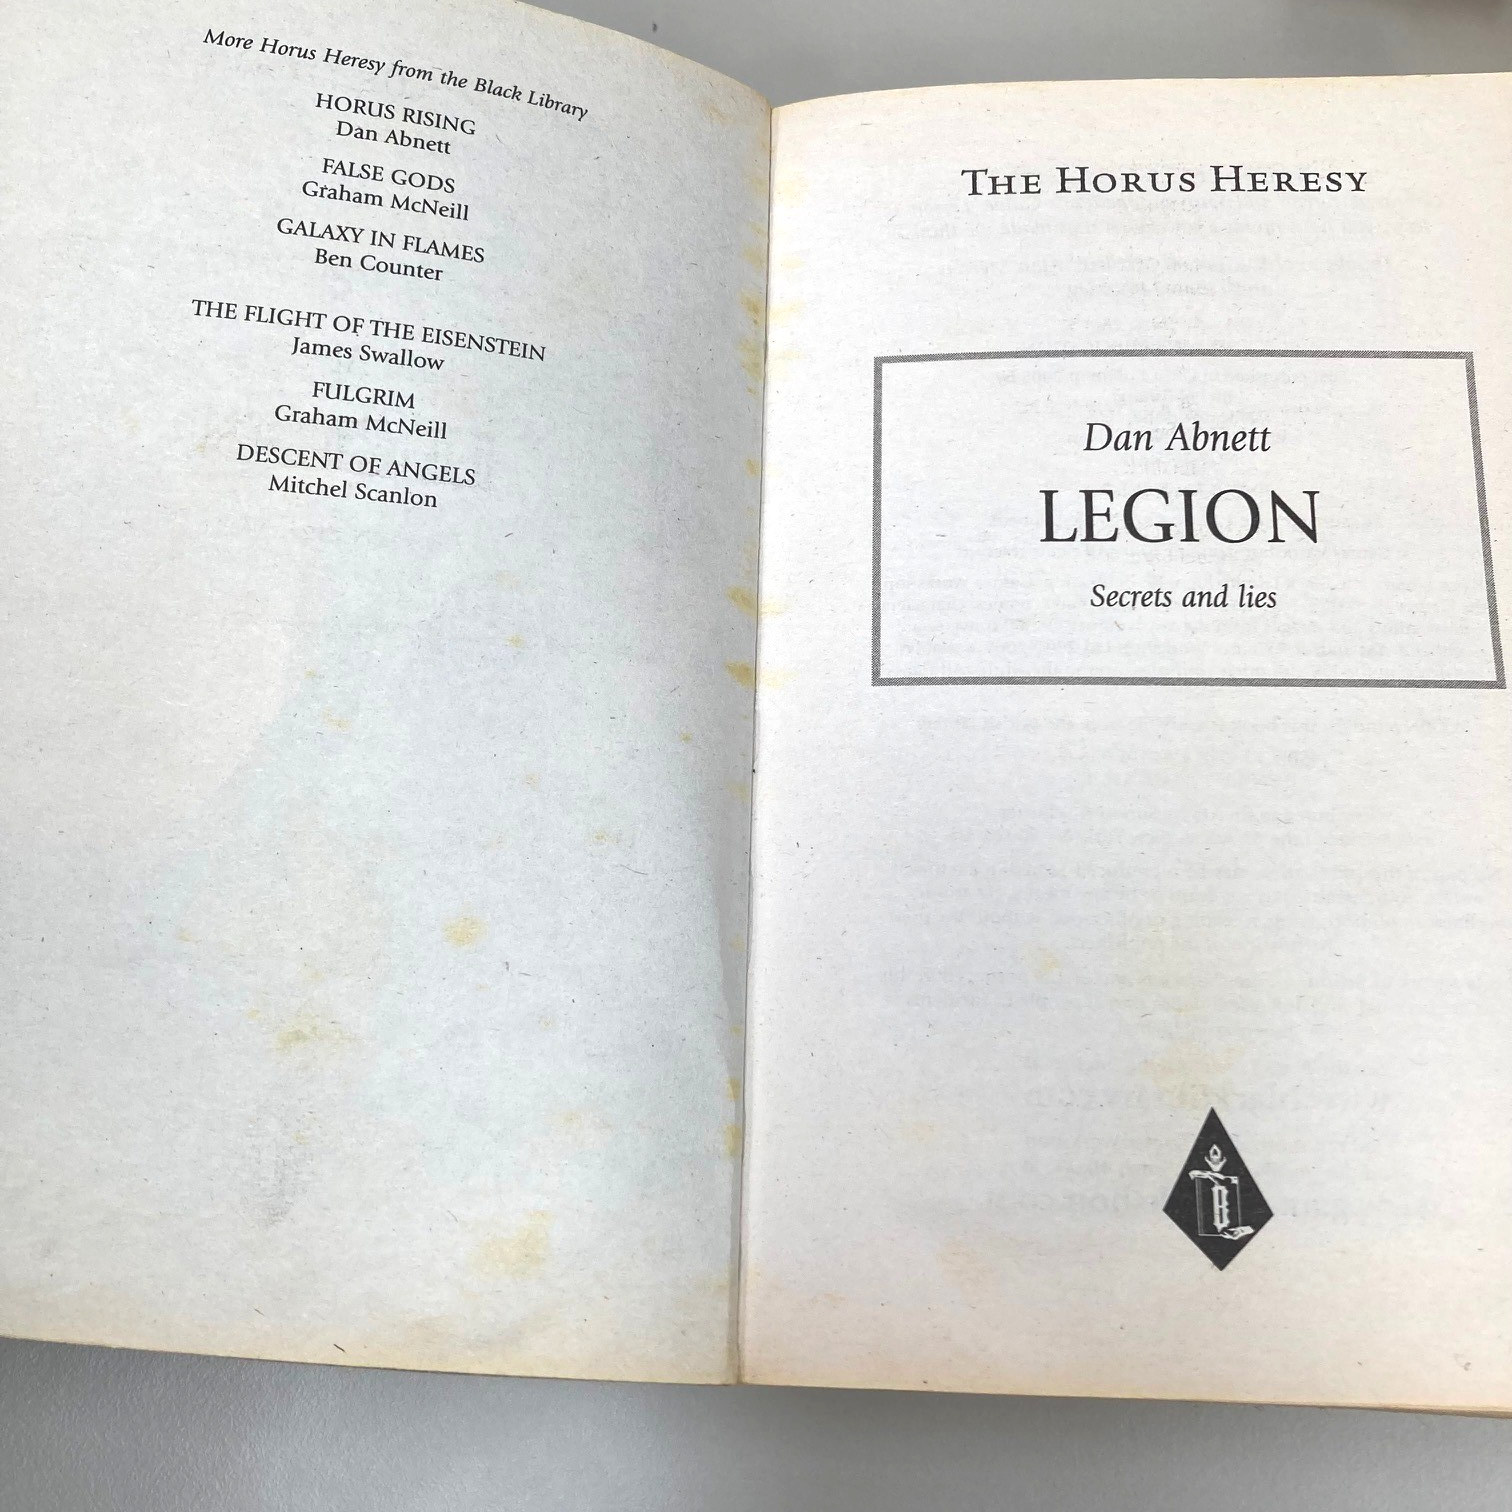 More Horus Heresy from the Black Library
HORUS RISING
Dan Abnett
FALSE GODS
Graham McNeill
GALAXY IN FLAMES
Ben Counter
THE FLIGHT OF THE EISENSTEIN
James Swallow
FULGRIM
Graham McNeill
DESCENT OF ANGELS
Mitchel Scanlon
THE HORUS HERESY
Dan Abnett
LEGION
Secrets and lies
B